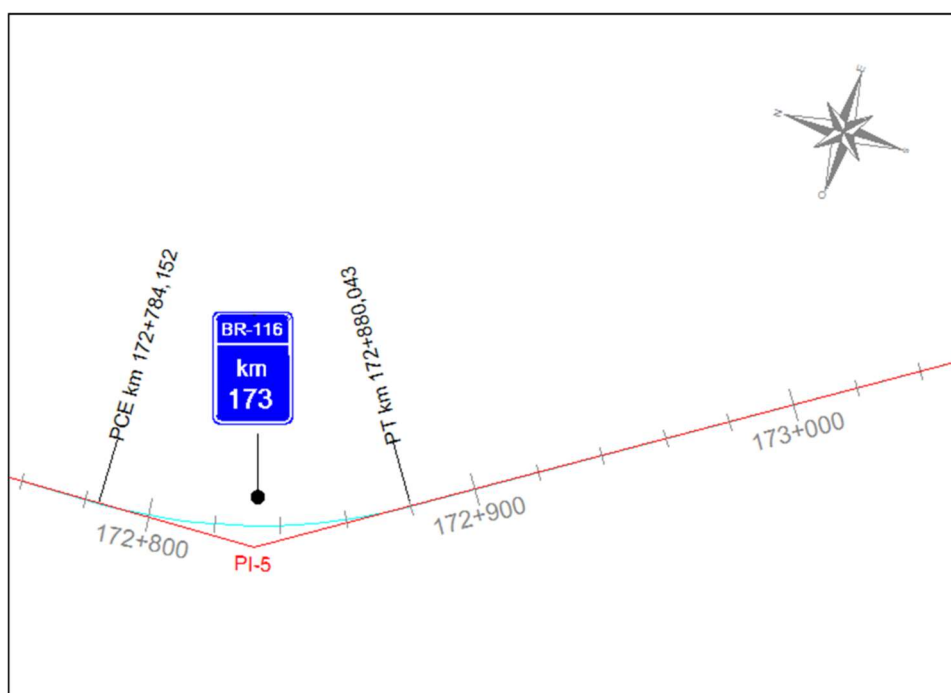 E
N
S
O
PCE km 172+784,152
PT km 172+880,043
BR-116
km
173
172+800
172+900
173+000
PI-5